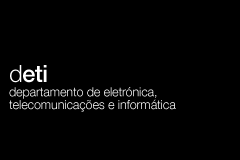 deti
departamento de eletrónica,
telecomunicações e informática